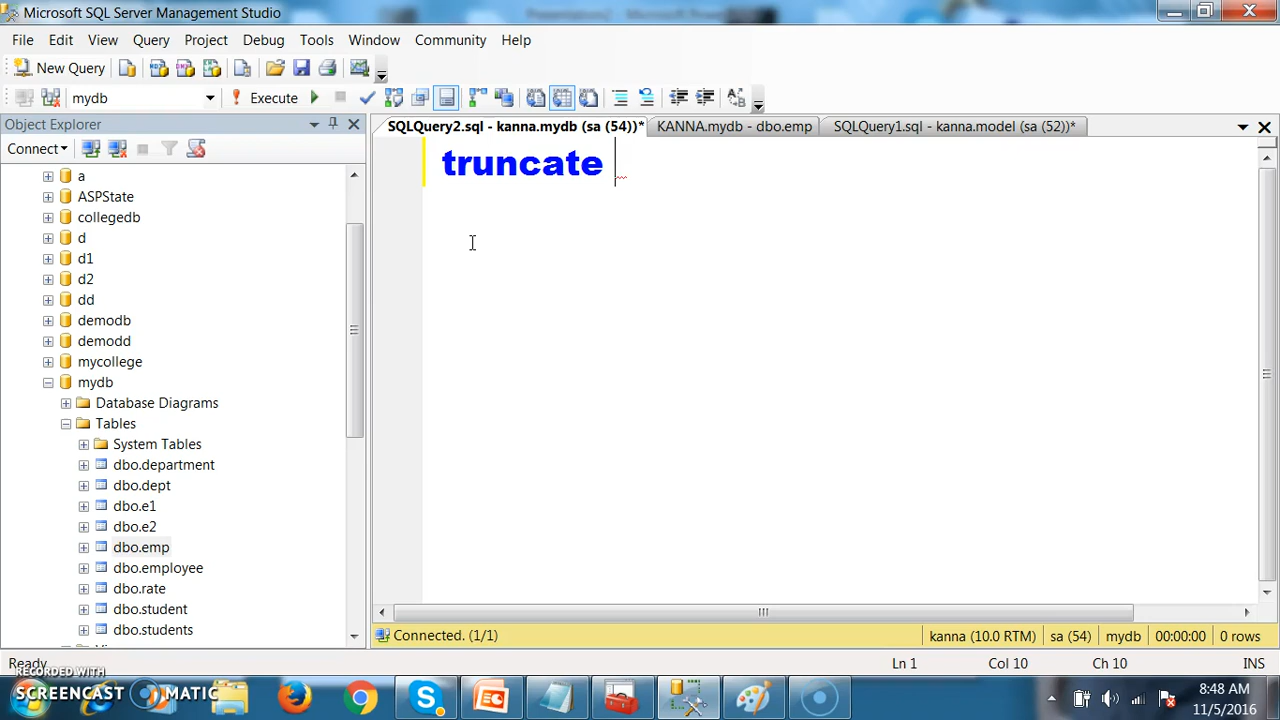 Microsoft SQL Server Management Studio
File Edit View Query Project Debug Tools Window Community Help
New Query
mydb Execute
Object Explorer
SQLQuery2.sql - kanna.mydb (sa (54))* KANNA.mydb - dbo.emp SQLQuery1.sql - kanna.model (sa (52))*
Connect
truncate
a
ASPState
collegedb
d
d1
d2
dd
demodb
demodd
mycollege
mydb
Database Diagrams
Tables
System Tables
dbo.department
dbo.dept
dbo.e1
dbo.e2
dbo.emp
dbo.employee
dbo.rate
dbo.student
dbo.students
Connected. (1/1) kanna (10.0 RTM) sa (54) mydb 00:00:00 0 rows
Ready Ln 1 Col 10 Ch 10 INS
RECORDED WITH
SCREENCAST MATIC
8:48 AM
11/5/2016